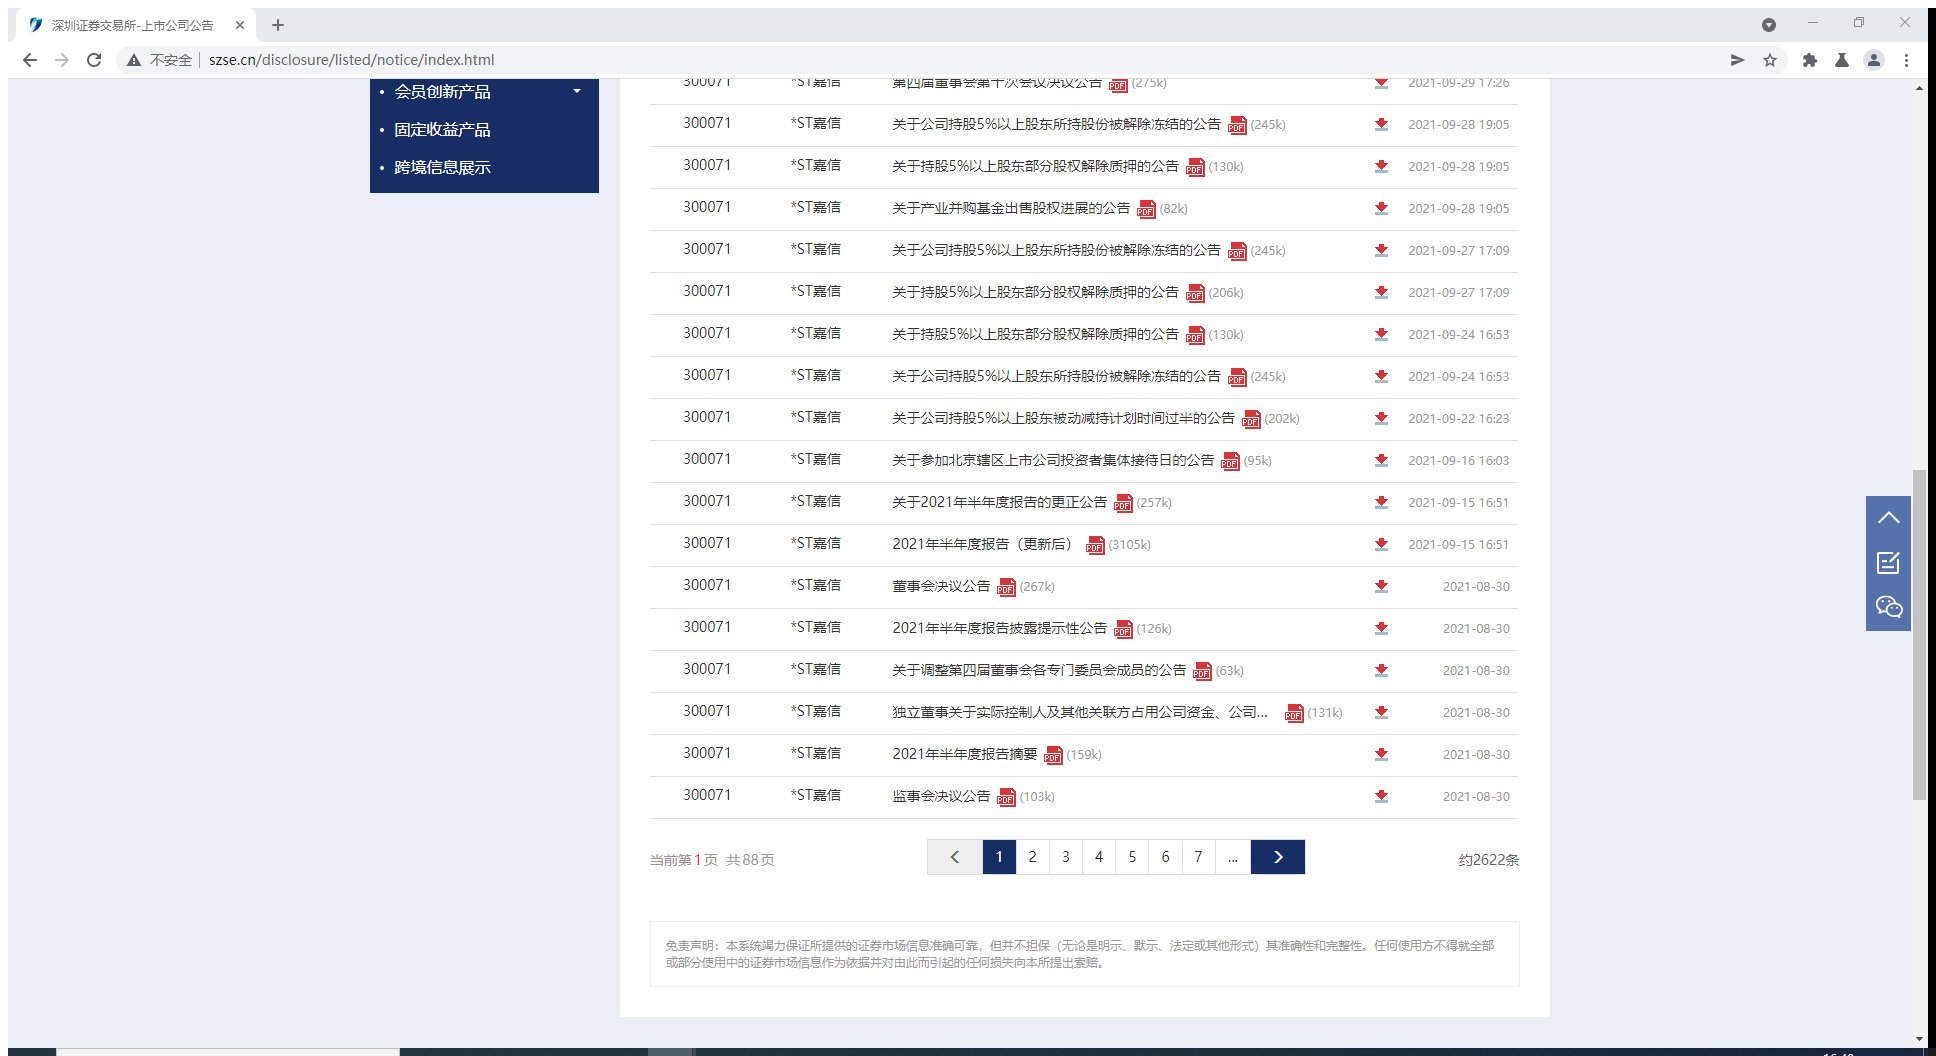 深圳证券交易所-上市公司公告
不安全 szse.cn/disclosure/listed/notice/index.html
会员创新产品
固定收益产品
跨境信息展示
300071 *ST嘉信 第四届董事会第十次会议决议公告 PDF (275k) 2021-09-29 17:26
300071 *ST嘉信 关于公司持股5%以上股东所持股份被解除冻结的公告 PDF (245k) 2021-09-28 19:05
300071 *ST嘉信 关于持股5%以上股东部分股权解除质押的公告 PDF (130k) 2021-09-28 19:05
300071 *ST嘉信 关于产业并购基金出售股权进展的公告 PDF (82k) 2021-09-28 19:05
300071 *ST嘉信 关于公司持股5%以上股东所持股份被解除冻结的公告 PDF (245k) 2021-09-27 17:09
300071 *ST嘉信 关于持股5%以上股东部分股权解除质押的公告 PDF (206k) 2021-09-27 17:09
300071 *ST嘉信 关于持股5%以上股东部分股权解除质押的公告 PDF (130k) 2021-09-24 16:53
300071 *ST嘉信 关于公司持股5%以上股东所持股份被解除冻结的公告 PDF (245k) 2021-09-24 16:53
300071 *ST嘉信 关于公司持股5%以上股东被动减持计划时间过半的公告 PDF (202k) 2021-09-22 16:23
300071 *ST嘉信 关于参加北京辖区上市公司投资者集体接待日的公告 PDF (95k) 2021-09-16 16:03
300071 *ST嘉信 关于2021年半年度报告的更正公告 PDF (257k) 2021-09-15 16:51
300071 *ST嘉信 2021年半年度报告（更新后） PDF (3105k) 2021-09-15 16:51
300071 *ST嘉信 董事会决议公告 PDF (267k) 2021-08-30
300071 *ST嘉信 2021年半年度报告披露提示性公告 PDF (126k) 2021-08-30
300071 *ST嘉信 关于调整第四届董事会各专门委员会成员的公告 PDF (63k) 2021-08-30
300071 *ST嘉信 独立董事关于实际控制人及其他关联方占用公司资金、公司... PDF (131k) 2021-08-30
300071 *ST嘉信 2021年半年度报告摘要 PDF (159k) 2021-08-30
300071 *ST嘉信 监事会决议公告 PDF (103k) 2021-08-30
当前第1页 共88页 1 2 3 4 5 6 7 ... 约2622条
免责声明：本系统竭力保证所提供的证券市场信息准确可靠，但并不担保（无论是明示、默示、法定或其他形式）其准确性和完整性。任何使用方不得就全部
或部分使用中的证券市场信息作为依据并对由此而引起的任何损失向本所提出索赔。